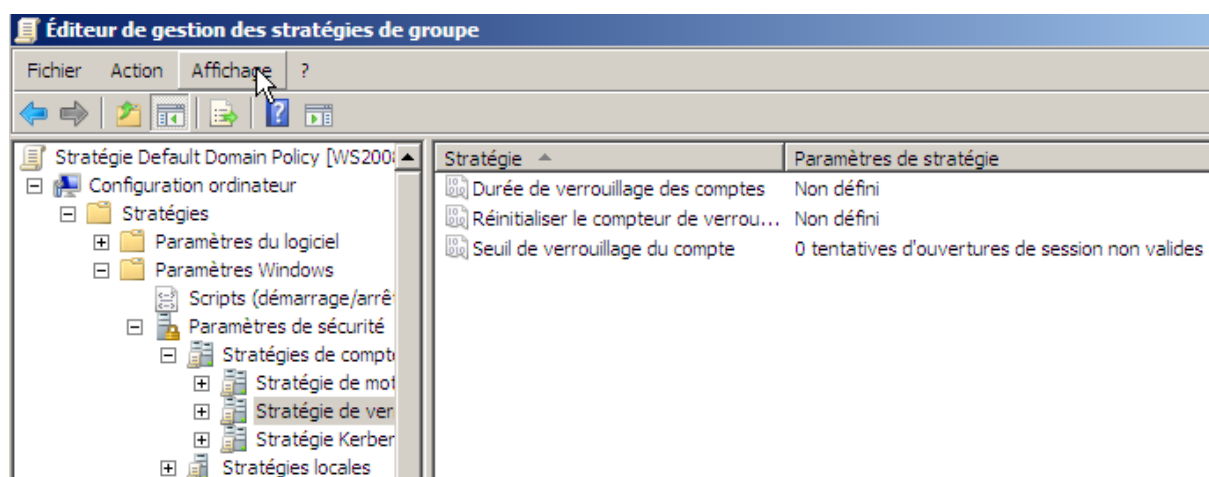 Éditeur de gestion des stratégies de groupe
Fichier Action Affichage ?
Stratégie Default Domain Policy [WS200
Configuration ordinateur
Stratégies
Paramètres du logiciel
Paramètres Windows
Scripts (démarrage/arrê
Paramètres de sécurité
Stratégies de compt
Stratégie de mot
Stratégie de ver
Stratégie Kerber
Stratégies locales
Stratégie Paramètres de stratégie
Durée de verrouillage des comptes Non défini
Réinitialiser le compteur de verrou... Non défini
Seuil de verrouillage du compte 0 tentatives d'ouvertures de session non valides